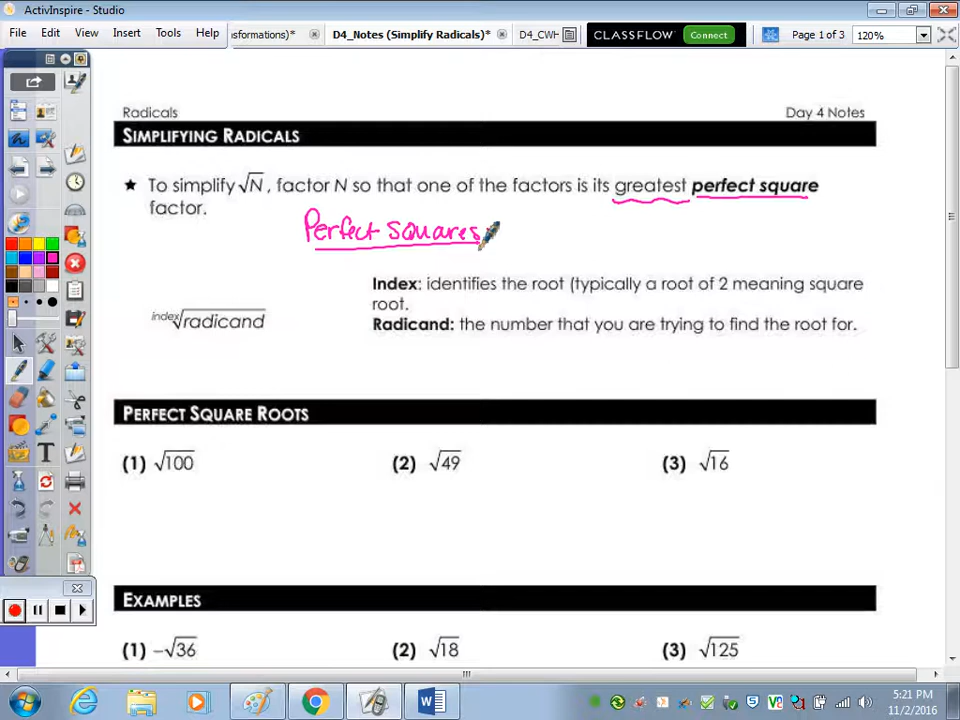 ActivInspire - Studio
File Edit View Insert Tools Help
nsformations)* D4_Notes (Simplify Radicals)* D4_CWH CLASSFLOW Connect Page 1 of 3 120%
Radicals Day 4 Notes
SIMPLIFYING RADICALS
★ To simplify √N, factor N so that one of the factors is its greatest perfect square
factor.
Perfect Squares
Index: identifies the root (typically a root of 2 meaning square
root.
index√radicand
Radicand: the number that you are trying to find the root for.
PERFECT SQUARE ROOTS
(1) √100 (2) √49 (3) √16
EXAMPLES
(1) −√36 (2) √18 (3) √125
5:21 PM
11/2/2016